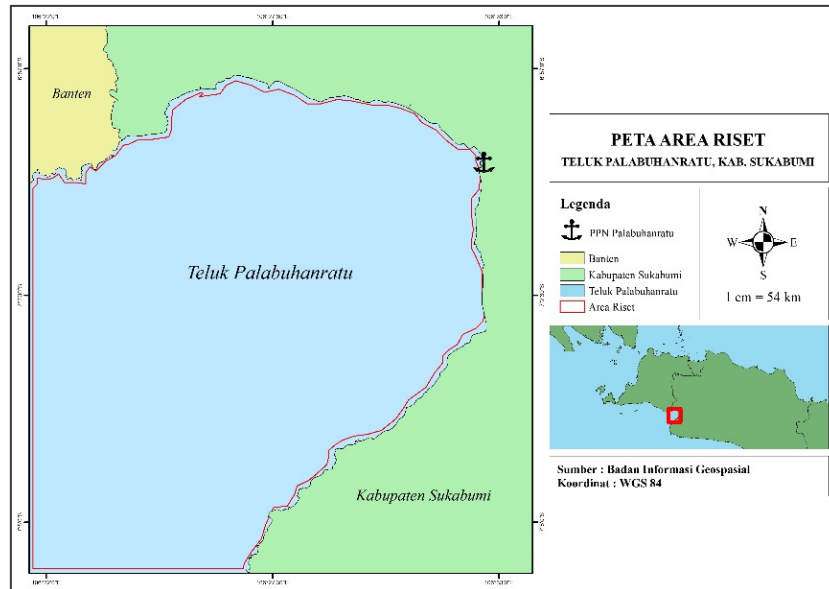 Banten
Teluk Palabuhanratu
Kabupaten Sukabumi
PETA AREA RISET
TELUK PALABUHANRATU, KAB. SUKABUMI
Legenda
PPN Palabuhanratu
Banten
Kabupaten Sukabumi
Teluk Palabuhanratu
Area Riset
N
W E
S
1 cm = 54 km
Sumber : Badan Informasi Geospasial
Koordinat : WGS 84